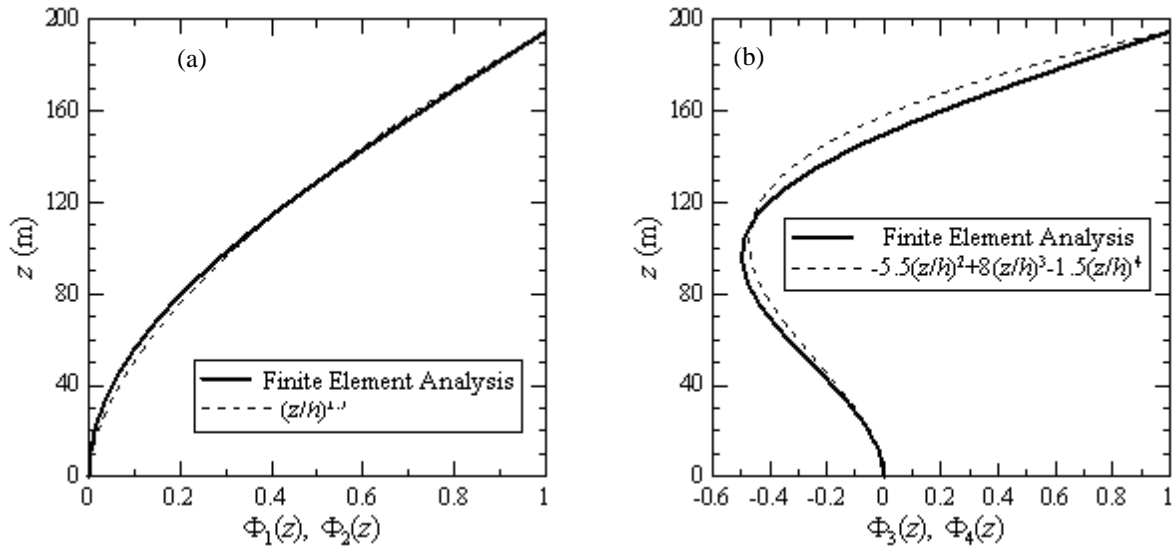 (a)
200
160
120
80
40
0
z (m)
Finite Element Analysis
(z/h)
0 0.2 0.4 0.6 0.8 1
Φ₁(z), Φ₂(z)
(b)
200
160
120
80
40
0
z (m)
Finite Element Analysis
-5.5(z/h)²+8(z/h)³-1.5(z/h)⁴
-0.6 -0.4 -0.2 0 0.2 0.4 0.6 0.8 1
Φ₃(z), Φ₄(z)